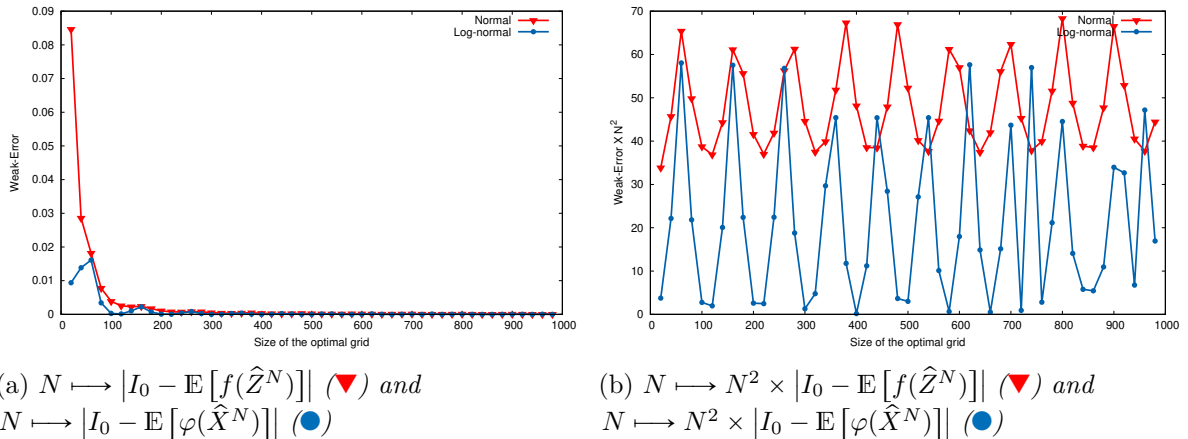 0.09
0.08
0.07
0.06
0.05
0.04
0.03
0.02
0.01
0
Weak-Error
Normal
Log-normal
0 100 200 300 400 500 600 700 800 900 1000
Size of the optimal grid
70
60
50
40
30
20
10
0
Weak-Error X N²
Normal
Log-normal
0 100 200 300 400 500 600 700 800 900 1000
Size of the optimal grid
(a) N ⟼ |I₀ − 𝔼[f(Ẑᴺ)]| (▼) and
N ⟼ |I₀ − 𝔼[φ(X̂ᴺ)]| (●)
(b) N ⟼ N² × |I₀ − 𝔼[f(Ẑᴺ)]| (▼) and
N ⟼ N² × |I₀ − 𝔼[φ(X̂ᴺ)]| (●)